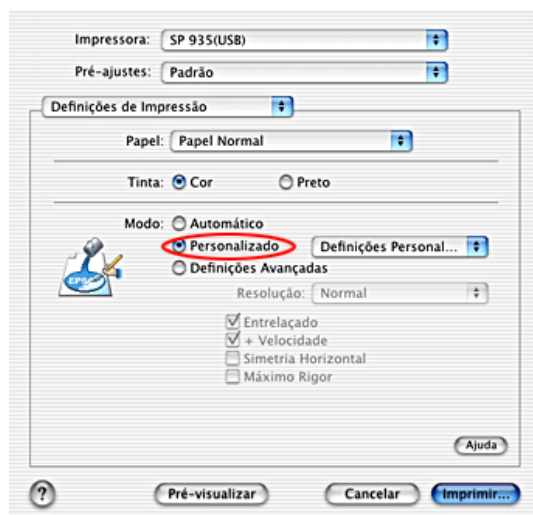 Impressora: SP 935(USB)
Pré-ajustes: Padrão
Definições de Impressão
Papel: Papel Normal
Tinta: Cor Preto
Modo: Automático
Personalizado Definições Personal...
Definições Avançadas
Resolução: Normal
Entrelaçado
+ Velocidade
Simetria Horizontal
Máximo Rigor
EPSO
Ajuda
? Pré-visualizar Cancelar Imprimir...